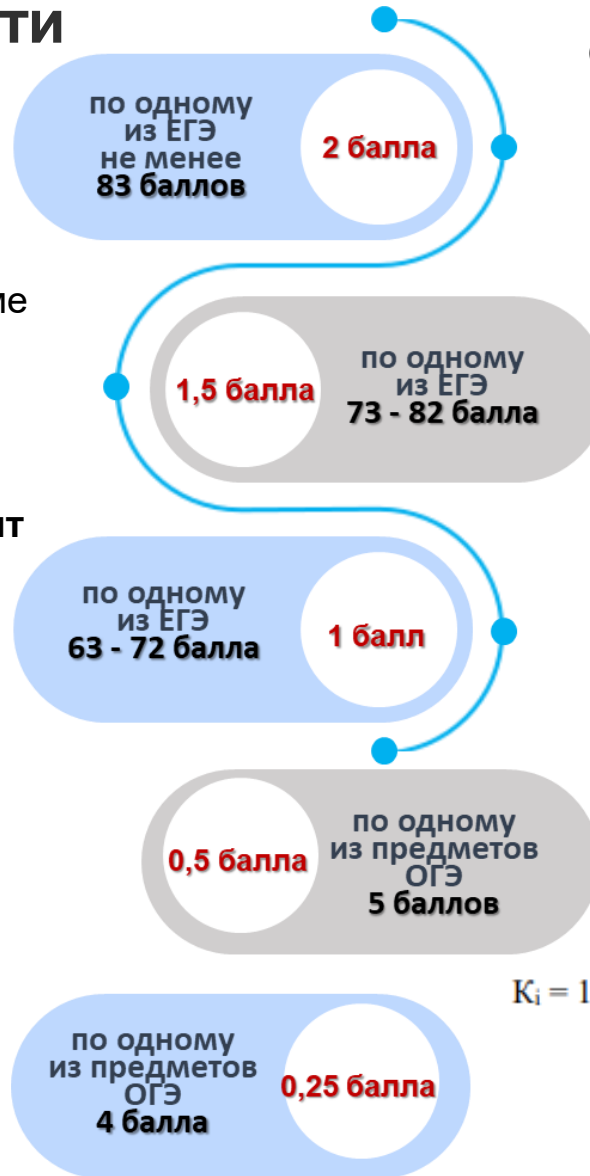 ти
по одному
из ЕГЭ
не менее
83 баллов
2 балла
ме
1,5 балла
по одному
из ЕГЭ
73 - 82 балла
ит
по одному
из ЕГЭ
63 - 72 балла
1 балл
0,5 балла
по одному
из предметов
ОГЭ
5 баллов
Kᵢ = 1
по одному
из предметов
ОГЭ
4 балла
0,25 балла